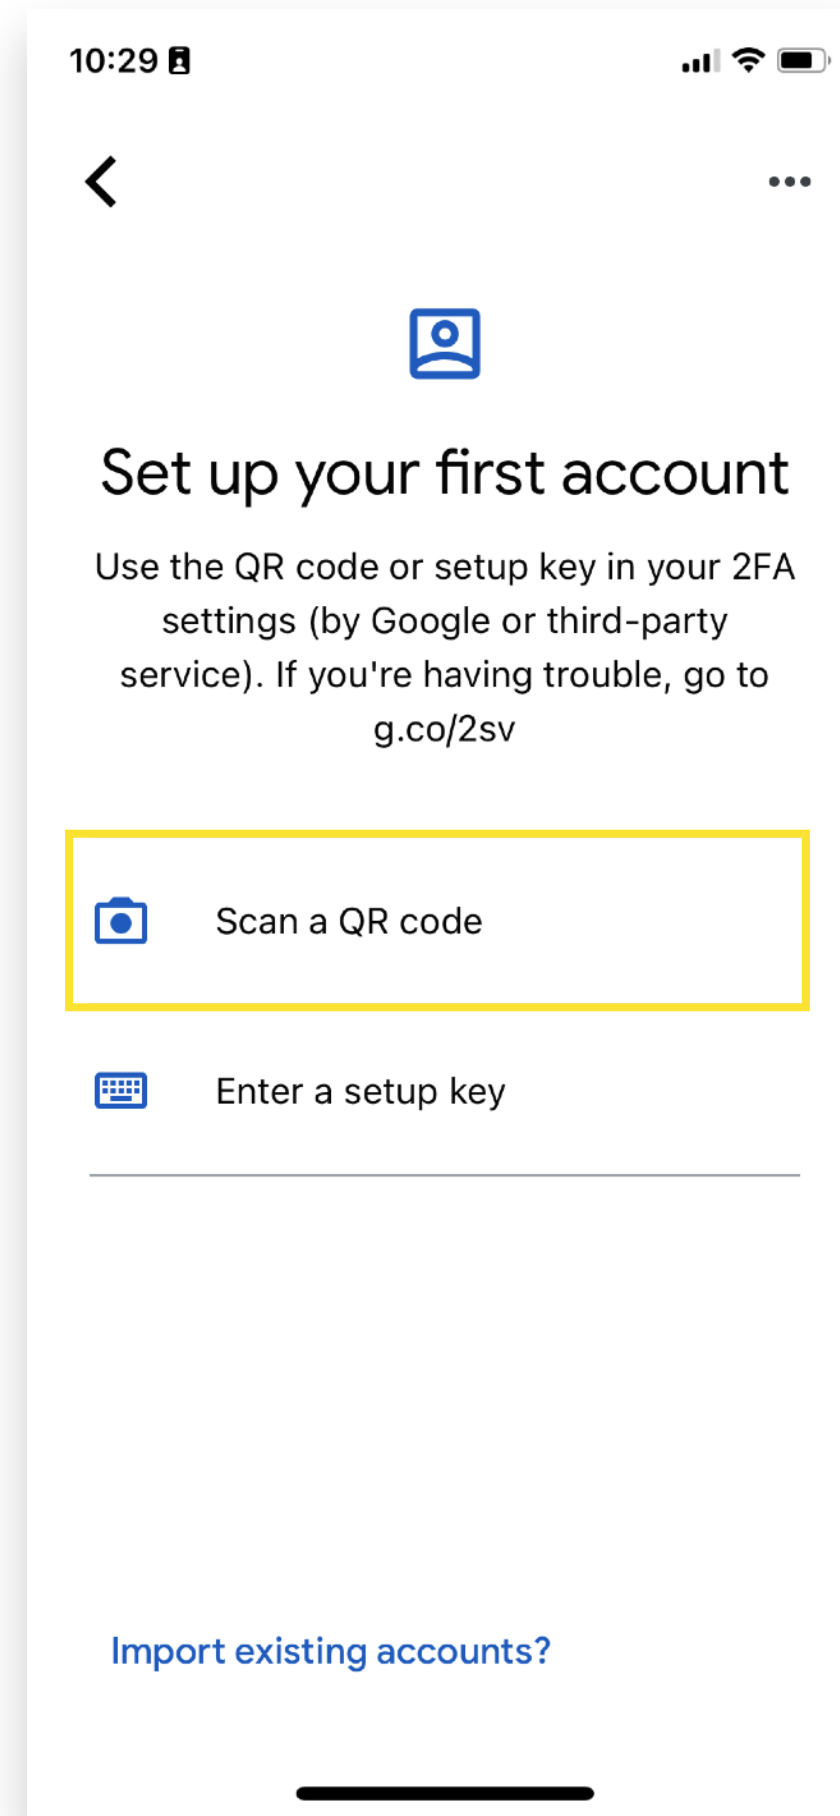 10:29
Set up your first account
Use the QR code or setup key in your 2FA
settings (by Google or third-party
service). If you're having trouble, go to
g.co/2sv
Scan a QR code
Enter a setup key
Import existing accounts?